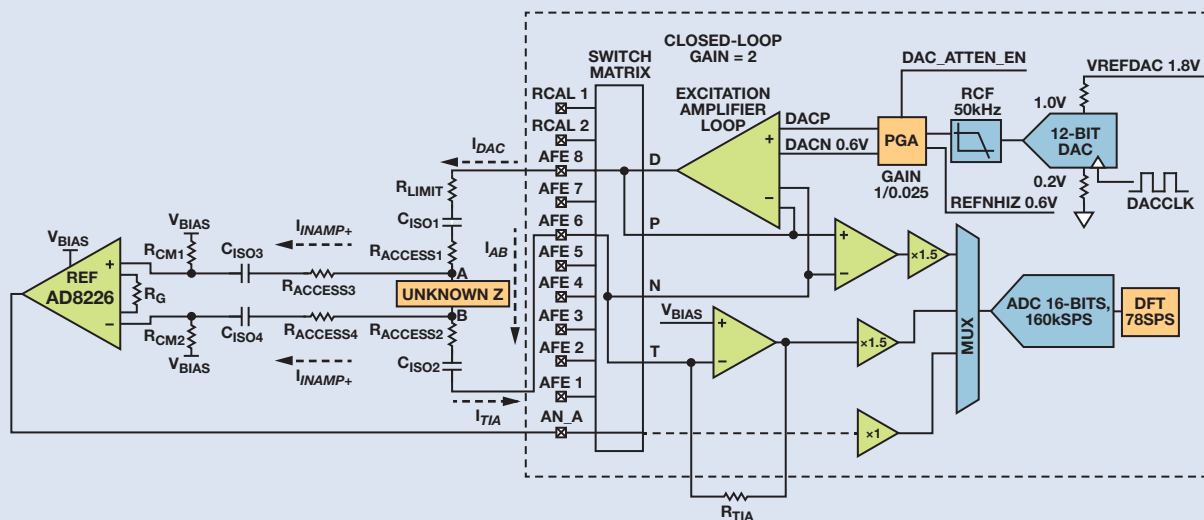 CLOSED-LOOP
GAIN = 2
SWITCH
MATRIX
EXCITATION
AMPLIFIER
LOOP
DAC_ATTEN_EN
VREFDAC 1.8V
RCF
50kHz
1.0V
12-BIT
DAC
0.2V
DACCLK
DACP
DACN 0.6V
PGA
GAIN
1/0.025
REFNHIZ 0.6V
RCAL 1
RCAL 2
AFE 8
AFE 7
AFE 6
AFE 5
AFE 4
AFE 3
AFE 2
AFE 1
AN_A
D
P
N
T
+
−
+
−
×1.5
VBIAS
+
−
×1.5
×1
MUX
ADC 16-BITS,
160kSPS
DFT
78SPS
RTIA
IDAC
RLIMIT
CISO1
RACCESS1
IAB
A
UNKNOWN Z
B
RACCESS2
CISO2
ITIA
VBIAS
VBIAS
RCM1
CISO3
IINAMP+
RACCESS3
+
REF
AD8226
−
RG
RCM2
VBIAS
CISO4
RACCESS4
IINAMP+